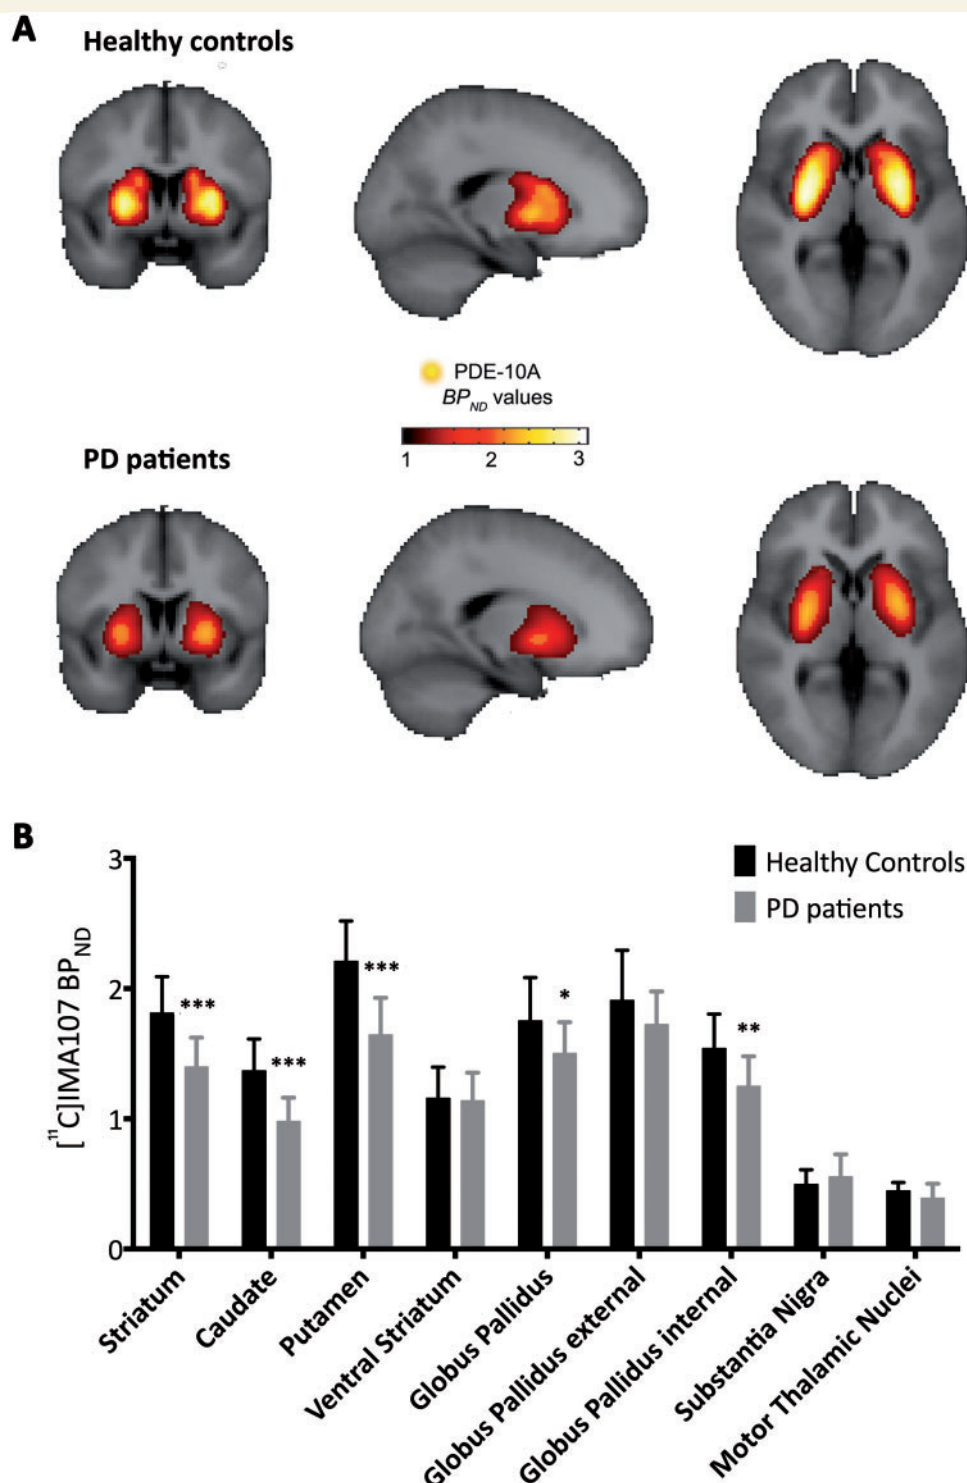 A
Healthy controls
PDE-10A
BP_ND values
1 2 3
PD patients
B
Healthy Controls
PD patients
[¹¹C]IMA107 BP_ND
3
2
1
0
***
***
***
*
**
Striatum
Caudate
Putamen
Ventral Striatum
Globus Pallidus
Globus Pallidus external
Globus Pallidus internal
Substantia Nigra
Motor Thalamic Nuclei